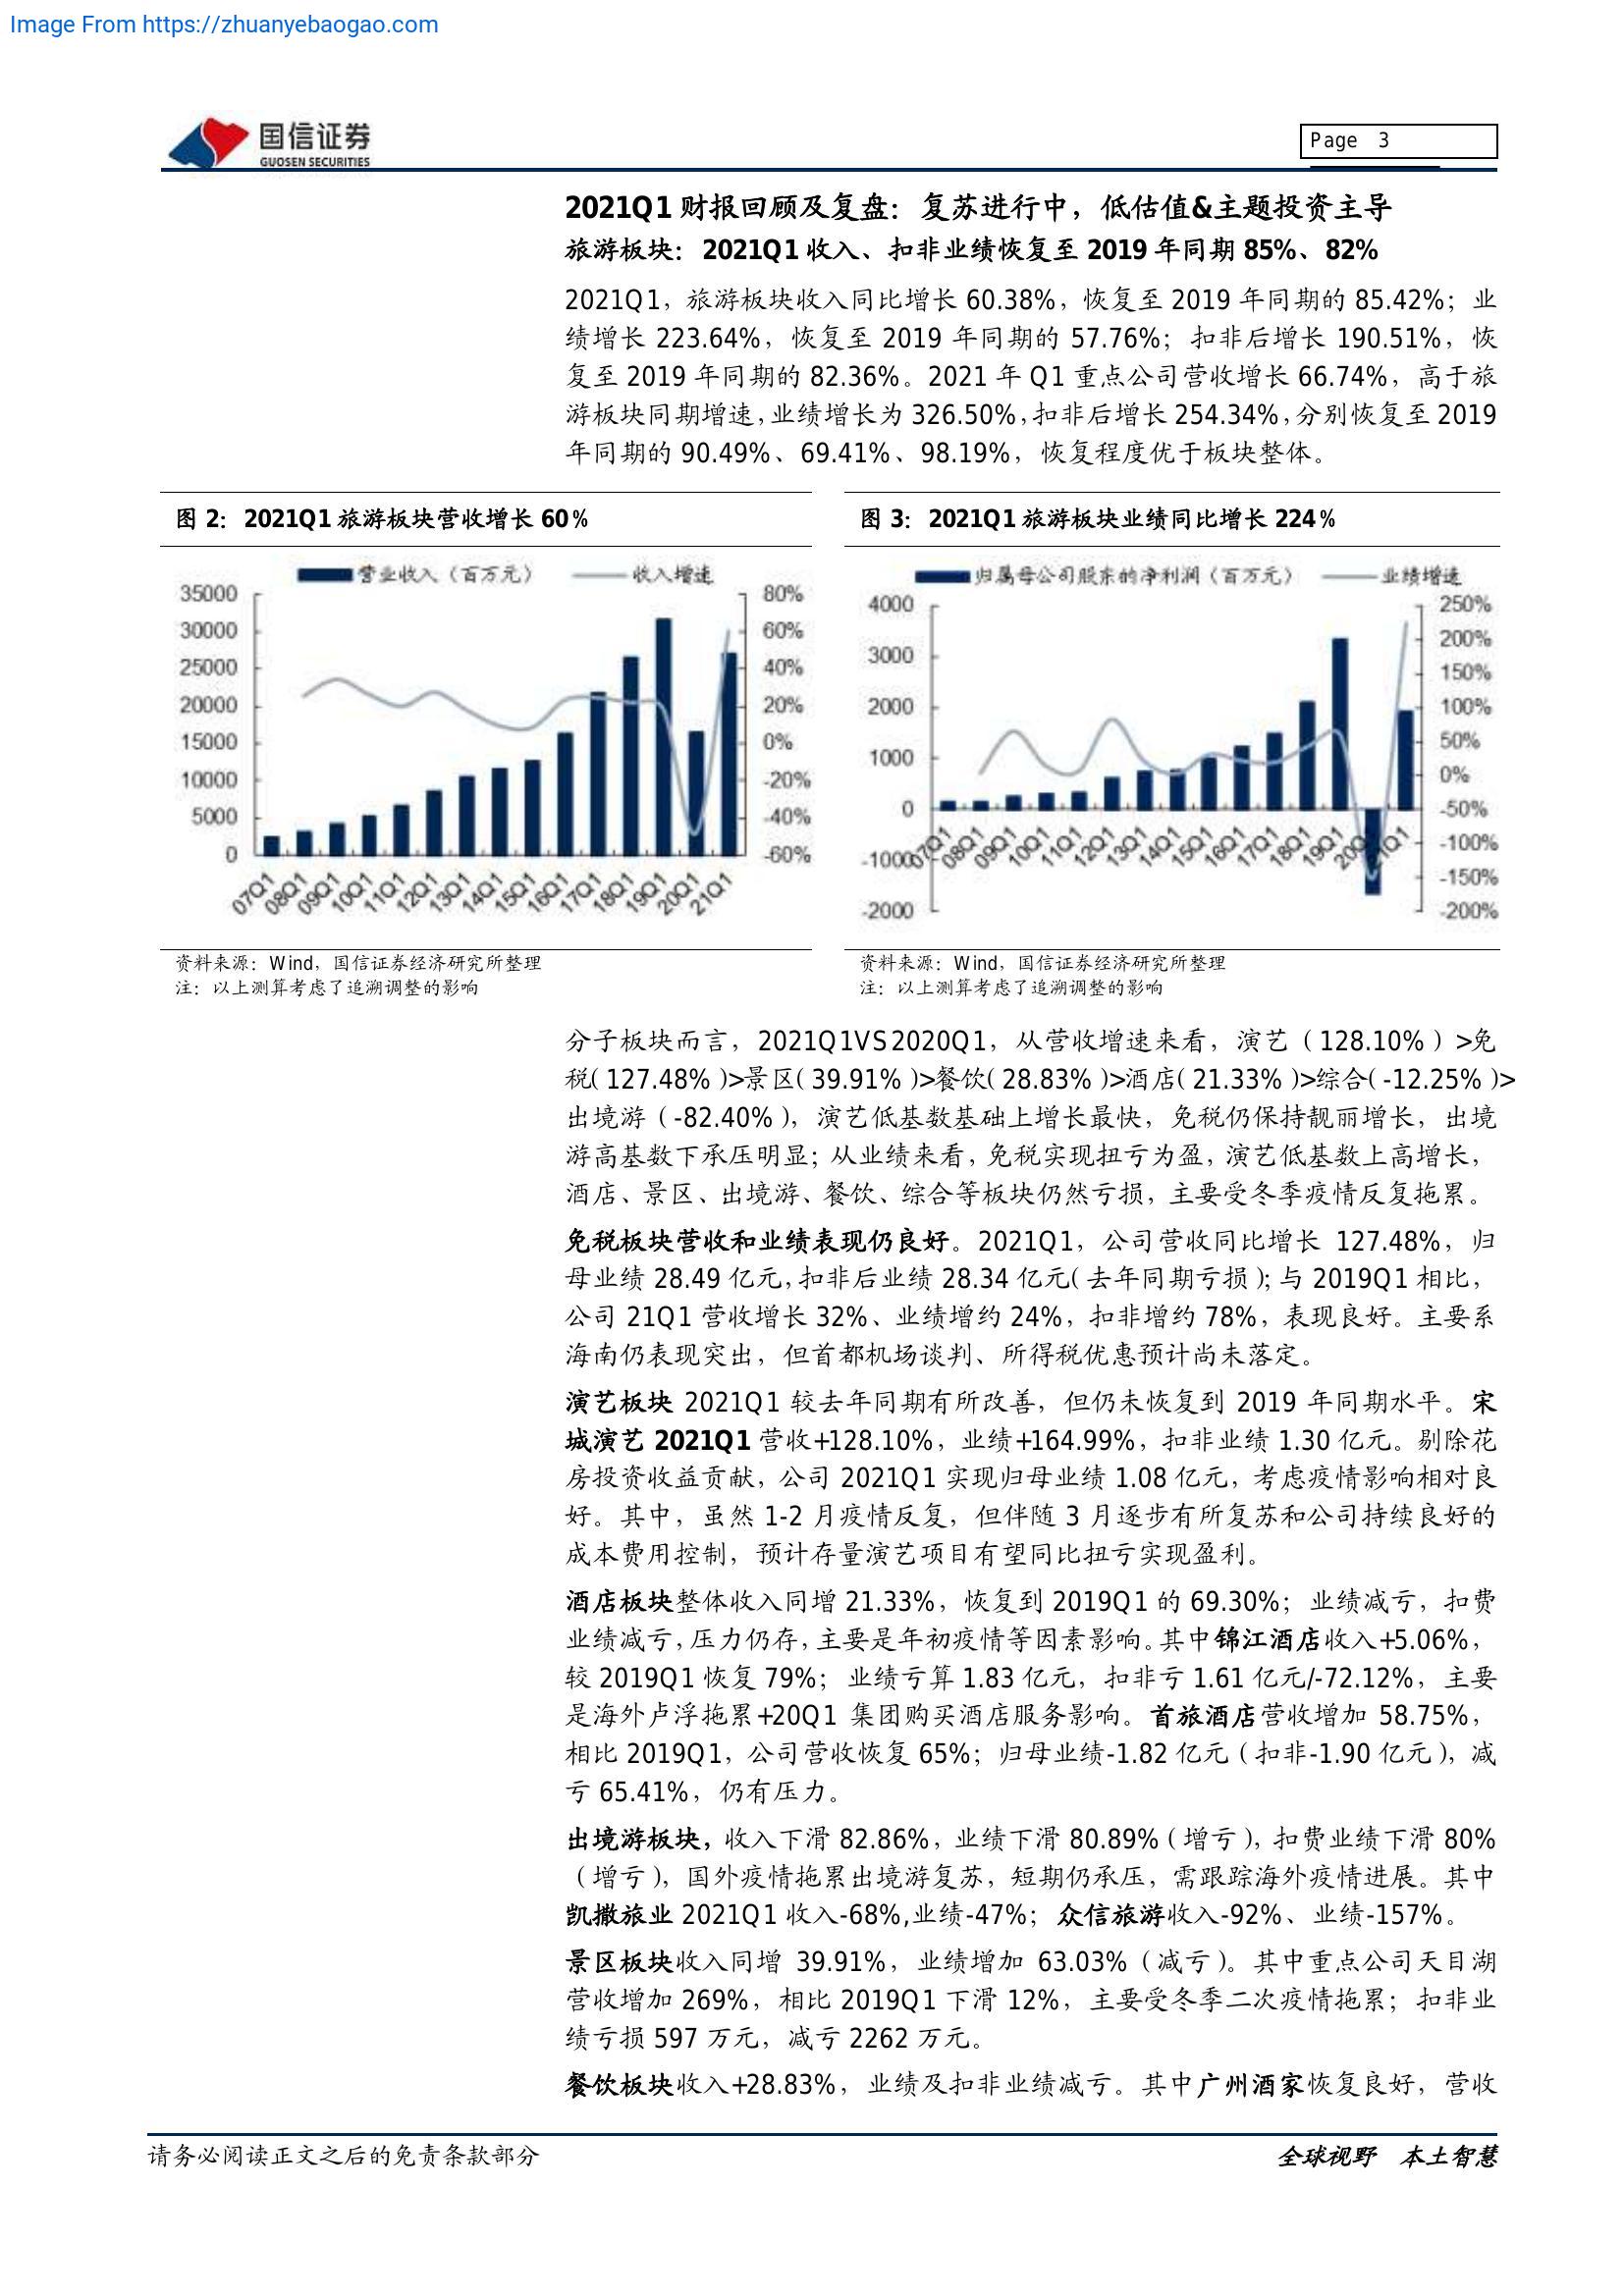 Image From https://zhuanyebaogao.com
国信证券
GUOSEN SECURITIES
Page 3
2021Q1 财报回顾及复盘：复苏进行中，低估值&主题投资主导
旅游板块：2021Q1 收入、扣非业绩恢复至 2019 年同期 85%、82%
2021Q1，旅游板块收入同比增长 60.38%，恢复至 2019 年同期的 85.42%；业
绩增长 223.64%，恢复至 2019 年同期的 57.76%；扣非后增长 190.51%，恢
复至 2019 年同期的 82.36%。2021 年 Q1 重点公司营收增长 66.74%，高于旅
游板块同期增速，业绩增长为 326.50%，扣非后增长 254.34%，分别恢复至 2019
年同期的 90.49%、69.41%、98.19%，恢复程度优于板块整体。
图 2：2021Q1 旅游板块营收增长 60%
营业收入（百万元） 收入增速
35000
30000
25000
20000
15000
10000
5000
0
80%
60%
40%
20%
0%
-20%
-40%
-60%
07Q1 08Q1 09Q1 10Q1 11Q1 12Q1 13Q1 14Q1 15Q1 16Q1 17Q1 18Q1 19Q1 20Q1 21Q1
资料来源：Wind，国信证券经济研究所整理
注：以上测算考虑了追溯调整的影响
图 3：2021Q1 旅游板块业绩同比增长 224%
归属母公司股东的净利润（百万元） 业绩增速
4000
3000
2000
1000
0
-1000
-2000
250%
200%
150%
100%
50%
0%
-50%
-100%
-150%
-200%
07Q1 08Q1 09Q1 10Q1 11Q1 12Q1 13Q1 14Q1 15Q1 16Q1 17Q1 18Q1 19Q1 20Q1 21Q1
资料来源：Wind，国信证券经济研究所整理
注：以上测算考虑了追溯调整的影响
分子板块而言，2021Q1VS2020Q1，从营收增速来看，演艺（128.10%）>免
税（127.48%）>景区（39.91%）>餐饮（28.83%）>酒店（21.33%）>综合（-12.25%）>
出境游（-82.40%），演艺低基数基础上增长最快，免税仍保持靓丽增长，出境
游高基数下承压明显；从业绩来看，免税实现扭亏为盈，演艺低基数上高增长，
酒店、景区、出境游、餐饮、综合等板块仍然亏损，主要受冬季疫情反复拖累。
免税板块营收和业绩表现仍良好。2021Q1，公司营收同比增长 127.48%，归
母业绩 28.49 亿元，扣非后业绩 28.34 亿元（去年同期亏损）；与 2019Q1 相比，
公司 21Q1 营收增长 32%、业绩增约 24%，扣非增约 78%，表现良好。主要系
海南仍表现突出，但首都机场谈判、所得税优惠预计尚未落定。
演艺板块 2021Q1 较去年同期有所改善，但仍未恢复到 2019 年同期水平。宋
城演艺 2021Q1 营收+128.10%，业绩+164.99%，扣非业绩 1.30 亿元。剔除花
房投资收益贡献，公司 2021Q1 实现归母业绩 1.08 亿元，考虑疫情影响相对良
好。其中，虽然 1-2 月疫情反复，但伴随 3 月逐步有所复苏和公司持续良好的
成本费用控制，预计存量演艺项目有望同比扭亏实现盈利。
酒店板块整体收入同增 21.33%，恢复到 2019Q1 的 69.30%；业绩减亏，扣费
业绩减亏，压力仍存，主要是年初疫情等因素影响。其中锦江酒店收入+5.06%，
较 2019Q1 恢复 79%；业绩亏算 1.83 亿元，扣非亏 1.61 亿元/-72.12%，主要
是海外卢浮拖累+20Q1 集团购买酒店服务影响。首旅酒店营收增加 58.75%，
相比 2019Q1，公司营收恢复 65%；归母业绩-1.82 亿元（扣非-1.90 亿元），减
亏 65.41%，仍有压力。
出境游板块，收入下滑 82.86%，业绩下滑 80.89%（增亏），扣费业绩下滑 80%
（增亏），国外疫情拖累出境游复苏，短期仍承压，需跟踪海外疫情进展。其中
凯撒旅业 2021Q1 收入-68%,业绩-47%；众信旅游收入-92%、业绩-157%。
景区板块收入同增 39.91%，业绩增加 63.03%（减亏）。其中重点公司天目湖
营收增加 269%，相比 2019Q1 下滑 12%，主要受冬季二次疫情拖累；扣非业
绩亏损 597 万元，减亏 2262 万元。
餐饮板块收入+28.83%，业绩及扣非业绩减亏。其中广州酒家恢复良好，营收
请务必阅读正文之后的免责条款部分
全球视野 本土智慧